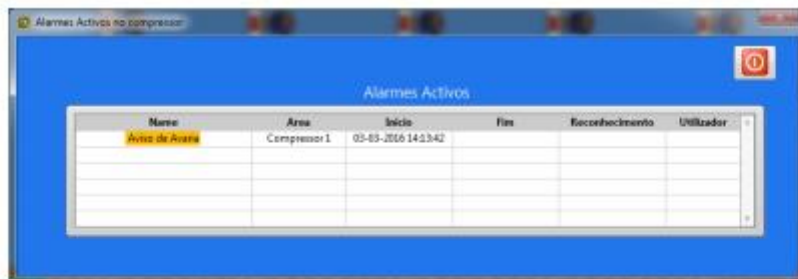 Alarmes Activos no compressor
Alarmes Activos
Name Area Início Fim Reconhecimento Utilizador
Aviso de Avaria Compressor 1 03-03-2016 14:13:42